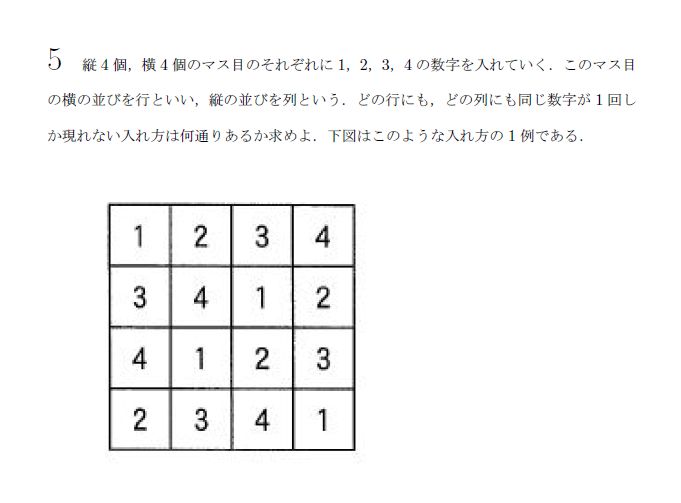 5 縦4個，横4個のマス目のそれぞれに1，2，3，4の数字を入れていく．このマス目
の横の並びを行といい，縦の並びを列という．どの行にも，どの列にも同じ数字が1回し
か現れない入れ方は何通りあるか求めよ．下図はこのような入れ方の1例である．
1 2 3 4
3 4 1 2
4 1 2 3
2 3 4 1